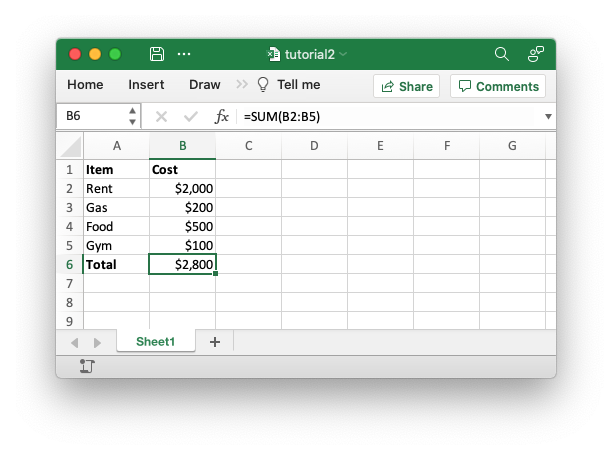 tutorial2
Home Insert Draw Tell me Share Comments
B6 fx =SUM(B2:B5)
A B C D E F G
1 Item Cost
2 Rent $2,000
3 Gas $200
4 Food $500
5 Gym $100
6 Total $2,800
7
8
9
Sheet1 +